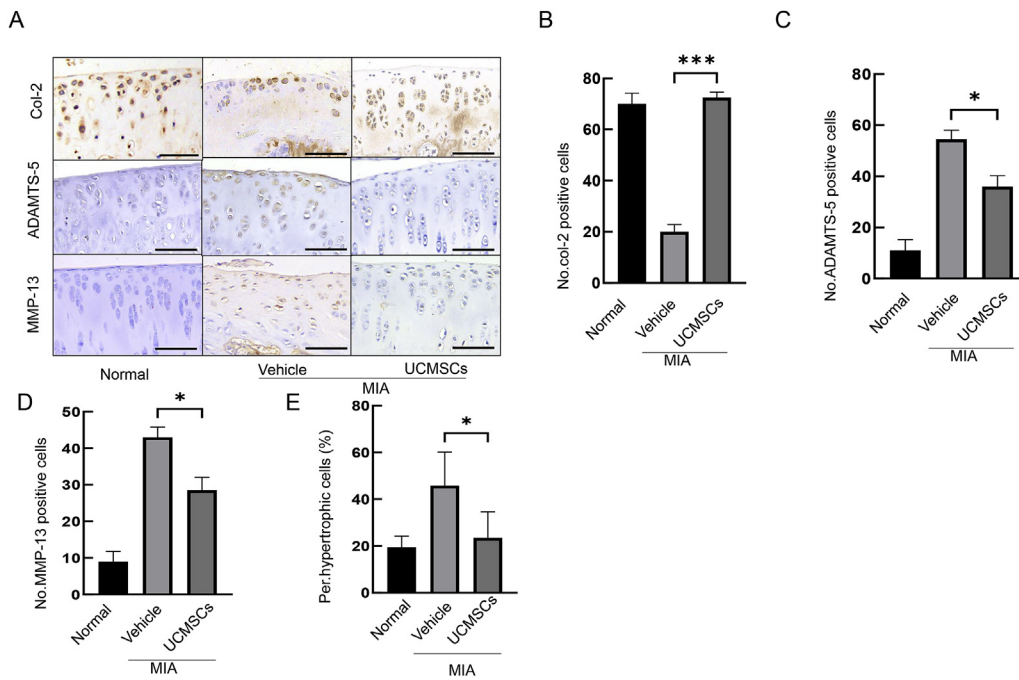 A
Col-2
ADAMTS-5
MMP-13
Normal
Vehicle
UCMSCs
MIA
B
No.col-2 positive cells
80
60
40
20
0
***
Normal
Vehicle
UCMSCs
MIA
C
No.ADAMTS-5 positive cells
80
60
40
20
0
*
Normal
Vehicle
UCMSCs
MIA
D
No.MMP-13 positive cells
50
40
30
20
10
0
*
Normal
Vehicle
UCMSCs
MIA
E
Per.hypertrophic cells (%)
80
60
40
20
0
*
Normal
Vehicle
UCMSCs
MIA